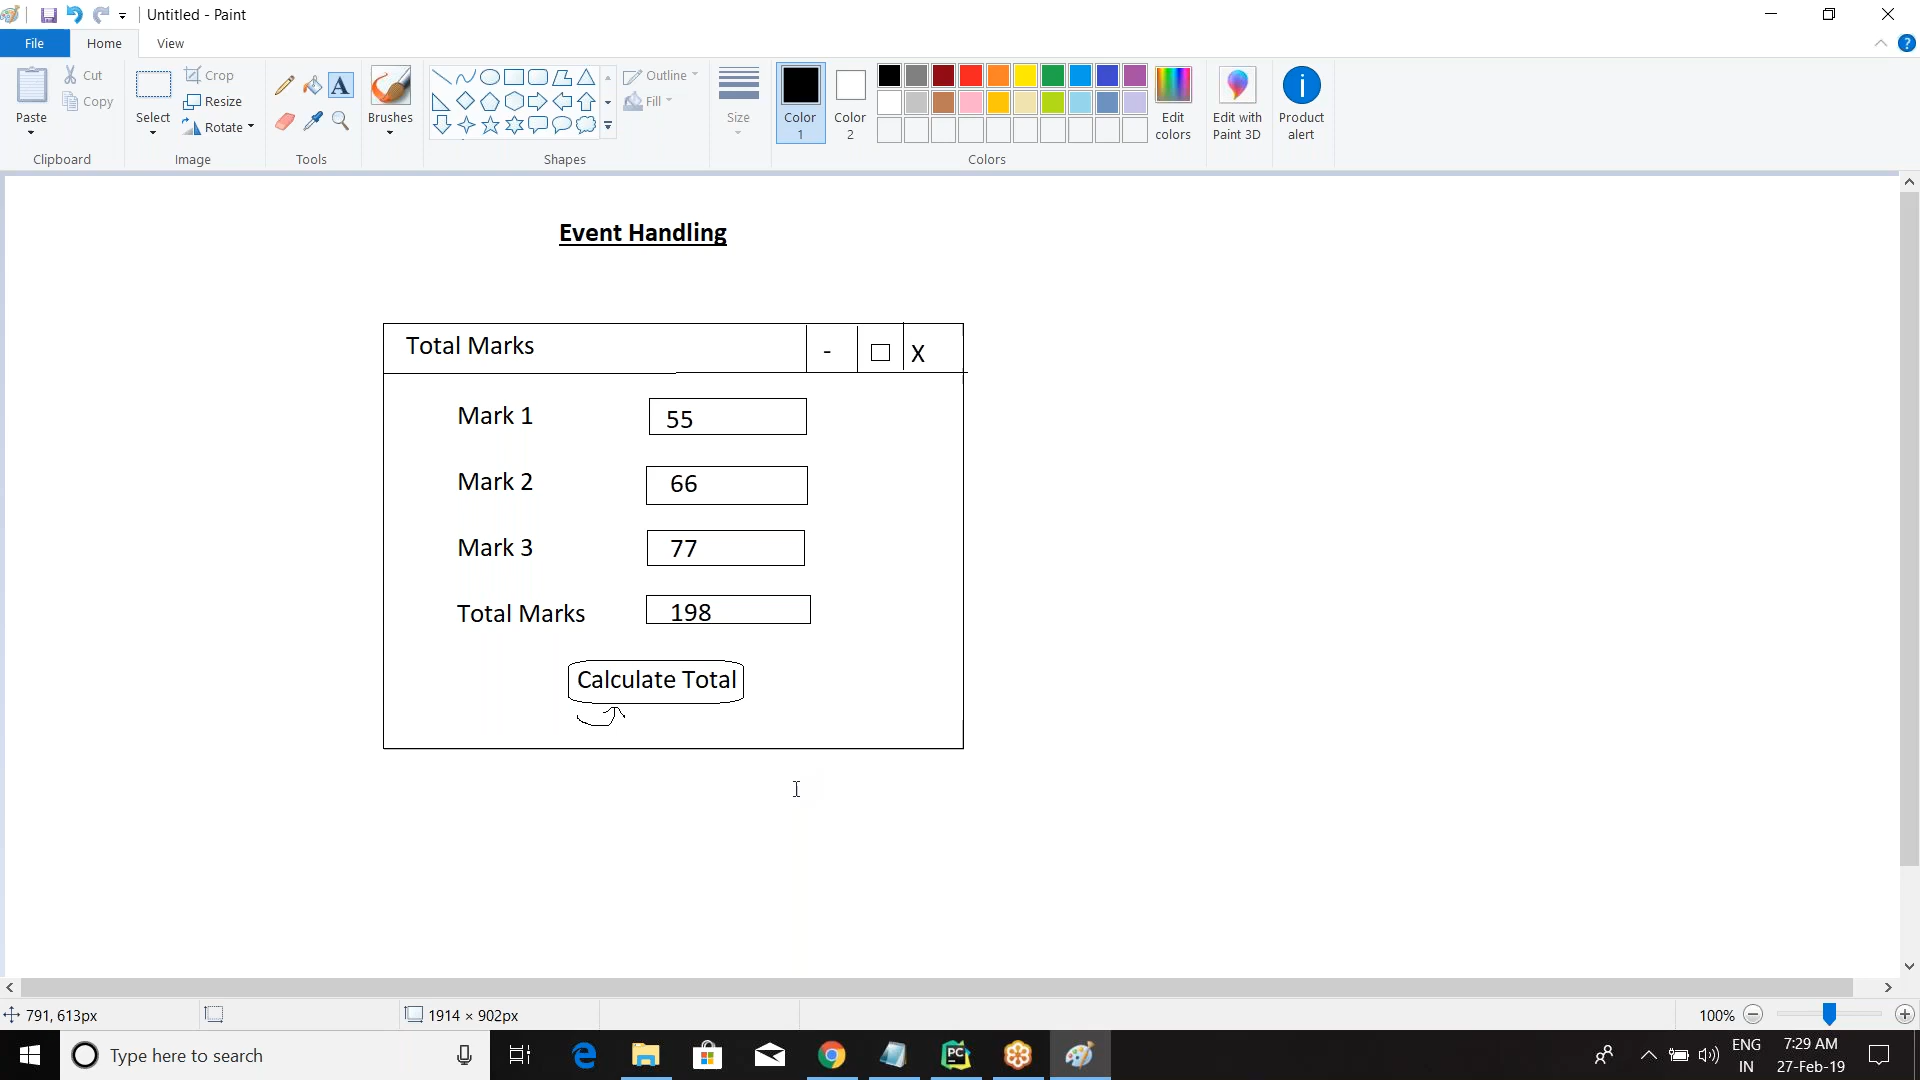 Untitled - Paint
File Home View
Paste
Cut
Copy
Clipboard
Select
Crop
Resize
Rotate
Image
A
Tools
Brushes
Shapes
Outline
Fill
Size
Color 1
Color 2
Colors
Edit colors
Edit with Paint 3D
Product alert
Event Handling
Total Marks - X
Mark 1 55
Mark 2 66
Mark 3 77
Total Marks 198
Calculate Total
791, 613px
1914 × 902px
100%
Type here to search
PC
ENG
IN
7:29 AM
27-Feb-19